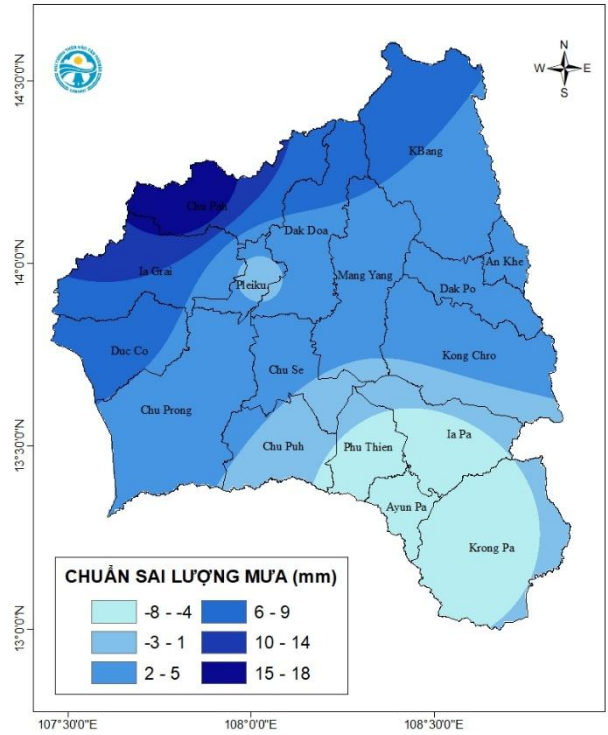 N
W E
S
14°30'0"N
14°0'0"N
13°30'0"N
13°0'0"N
KBang
Chu Pah
Dak Doa
Ia Grai
Mang Yang
An Khe
Pleiku
Dak Po
Duc Co
Kong Chro
Chu Se
Chu Prong
Ia Pa
Chu Puh
Phu Thien
Ayun Pa
Krong Pa
CHUẨN SAI LƯỢNG MƯA (mm)
-8 - -4
6 - 9
-3 - 1
10 - 14
2 - 5
15 - 18
107°30'0"E
108°0'0"E
108°30'0"E